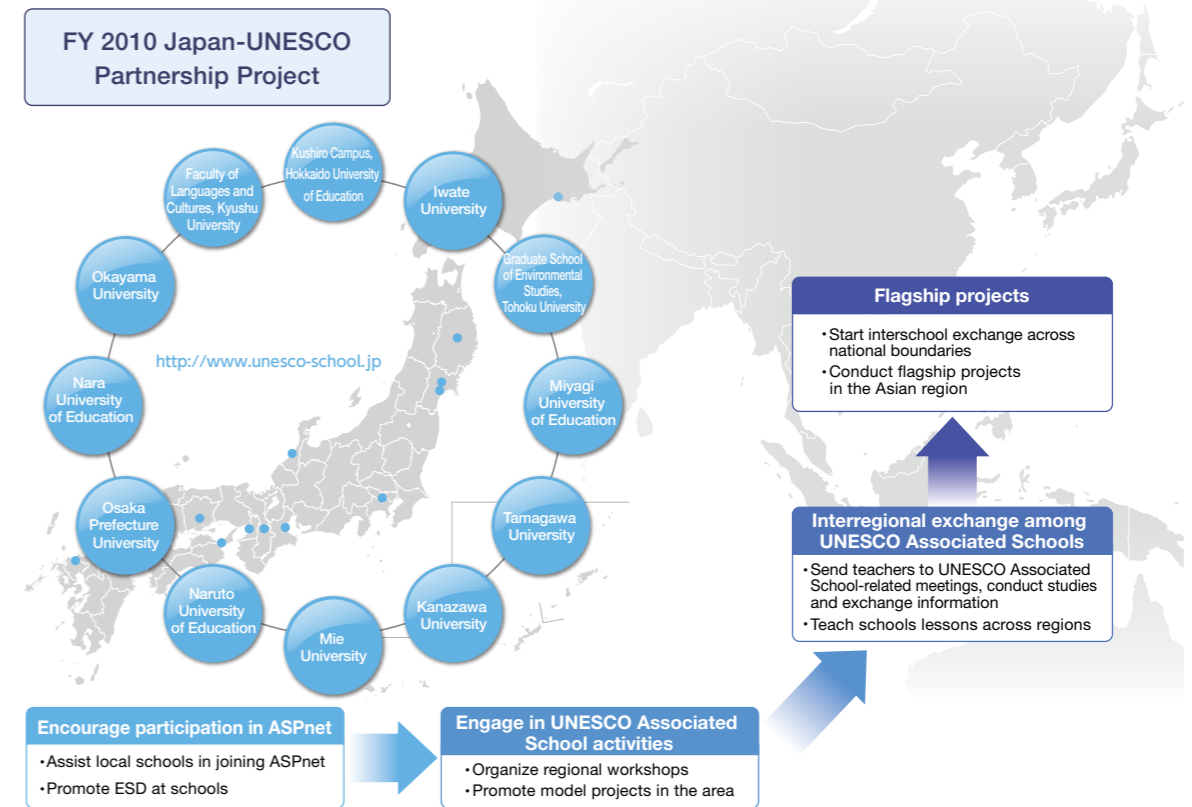 FY 2010 Japan-UNESCO
Partnership Project
Kushiro Campus,
Hokkaido University
of Education
Iwate
University
Graduate School
of Environmental
Studies,
Tohoku University
Miyagi
University
of Education
Tamagawa
University
Kanazawa
University
Mie
University
Naruto
University
of Education
Osaka
Prefecture
University
Nara
University
of Education
Okayama
University
Faculty of
Languages and
Cultures, Kyushu
University
http://www.unesco-school.jp
Encourage participation in ASPnet
・Assist local schools in joining ASPnet
・Promote ESD at schools
Engage in UNESCO Associated
School activities
・Organize regional workshops
・Promote model projects in the area
Interregional exchange among
UNESCO Associated Schools
・Send teachers to UNESCO Associated
School-related meetings, conduct studies
and exchange information
・Teach schools lessons across regions
Flagship projects
・Start interschool exchange across
national boundaries
・Conduct flagship projects
in the Asian region